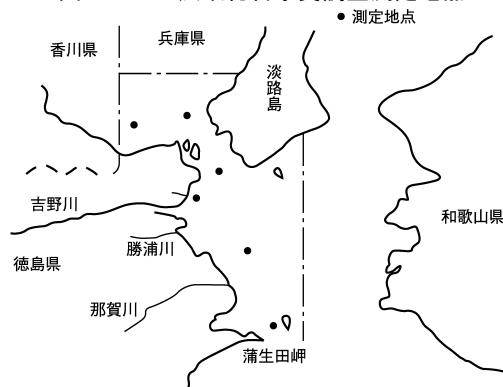 ● 測定地点
兵庫県
香川県
淡路島
吉野川
和歌山県
勝浦川
徳島県
那賀川
蒲生田岬